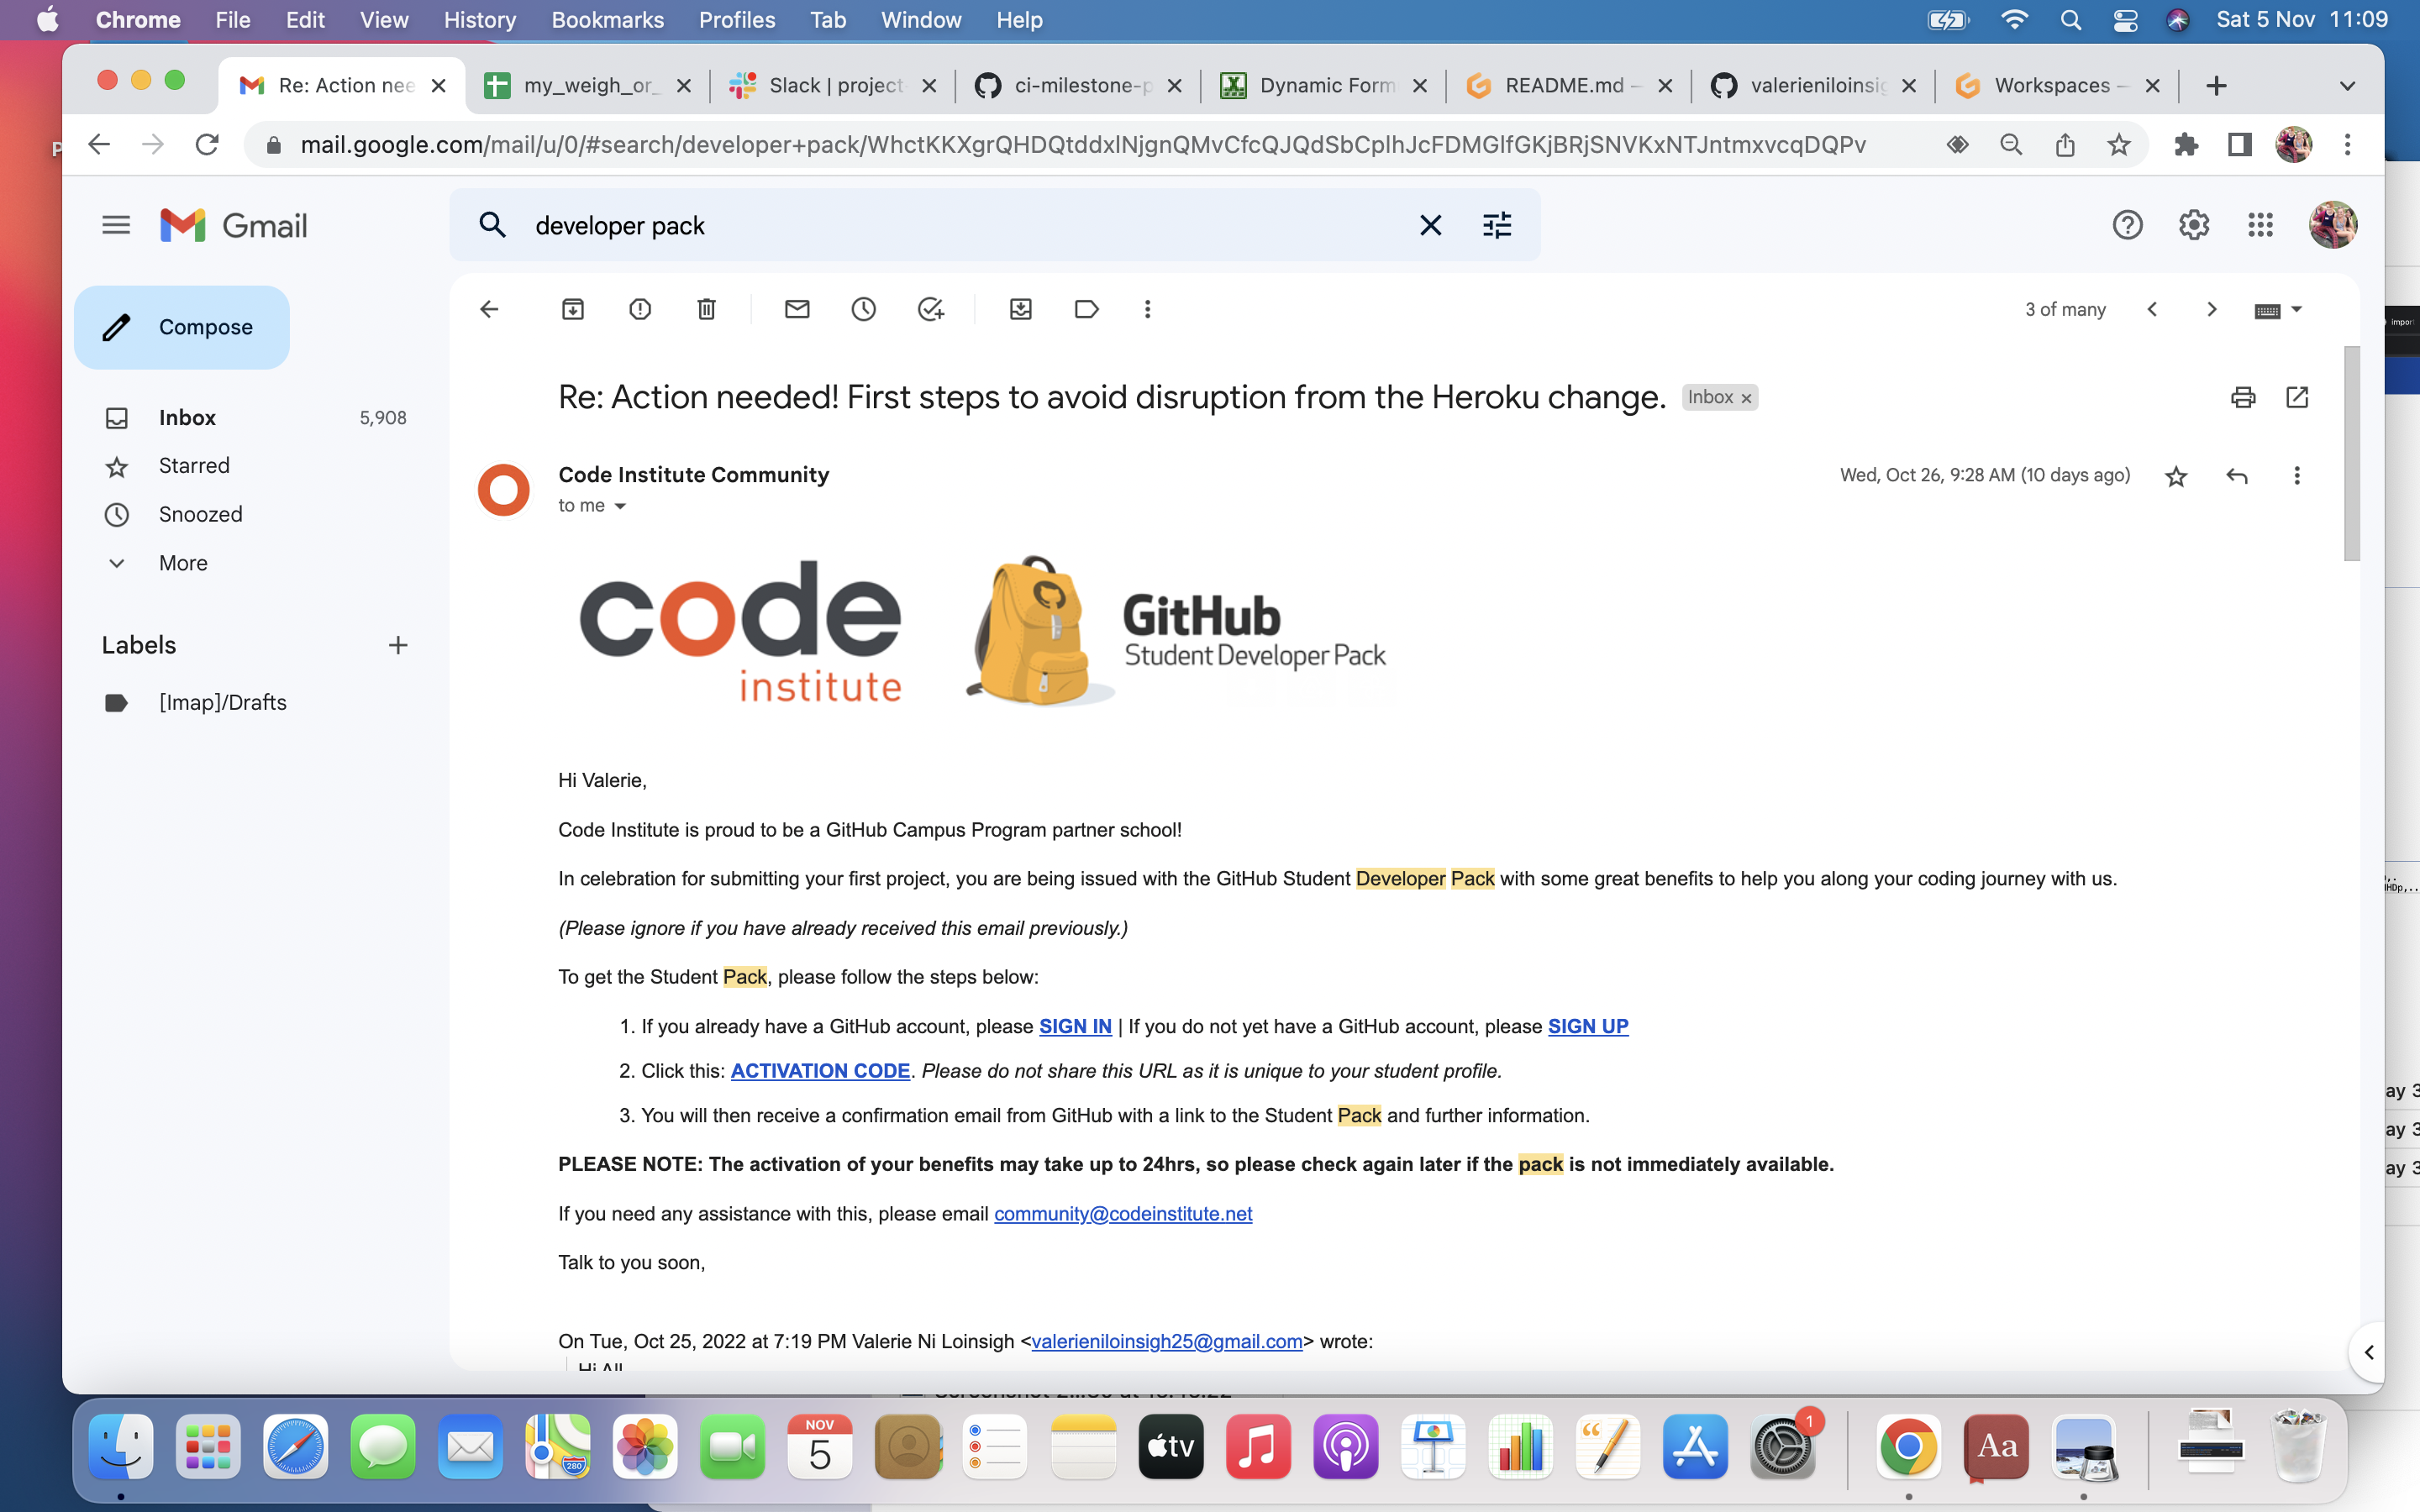 Chrome File Edit View History Bookmarks Profiles Tab Window Help Sat 5 Nov 11:09
Re: Action nee my_weigh_or_ Slack | project ci-milestone-p Dynamic Form README.md – valerieniloinsig Workspaces –
mail.google.com/mail/u/0/#search/developer+pack/WhctKKXgrQHDQtddxlNjgnQMvCfcQJQdSbCplhJcFDMGlfGKjBRjSNVKxNTJntmxvcqDQPv
Gmail
developer pack
Compose
3 of many
Inbox 5,908
Starred
Snoozed
More
Labels
[Imap]/Drafts
Re: Action needed! First steps to avoid disruption from the Heroku change. Inbox ×
Code Institute Community
Wed, Oct 26, 9:28 AM (10 days ago)
to me
code
institute
GitHub
Student Developer Pack
Hi Valerie,
Code Institute is proud to be a GitHub Campus Program partner school!
In celebration for submitting your first project, you are being issued with the GitHub Student Developer Pack with some great benefits to help you along your coding journey with us.
(Please ignore if you have already received this email previously.)
To get the Student Pack, please follow the steps below:
1. If you already have a GitHub account, please SIGN IN | If you do not yet have a GitHub account, please SIGN UP
2. Click this: ACTIVATION CODE. Please do not share this URL as it is unique to your student profile.
3. You will then receive a confirmation email from GitHub with a link to the Student Pack and further information.
PLEASE NOTE: The activation of your benefits may take up to 24hrs, so please check again later if the pack is not immediately available.
If you need any assistance with this, please email community@codeinstitute.net
Talk to you soon,
On Tue, Oct 25, 2022 at 7:19 PM Valerie Ni Loinsigh <valerieniloinsigh25@gmail.com> wrote:
Hi All
import
ay 3
ay 3
ay 3
NOV
5
280
tv
1
Aa